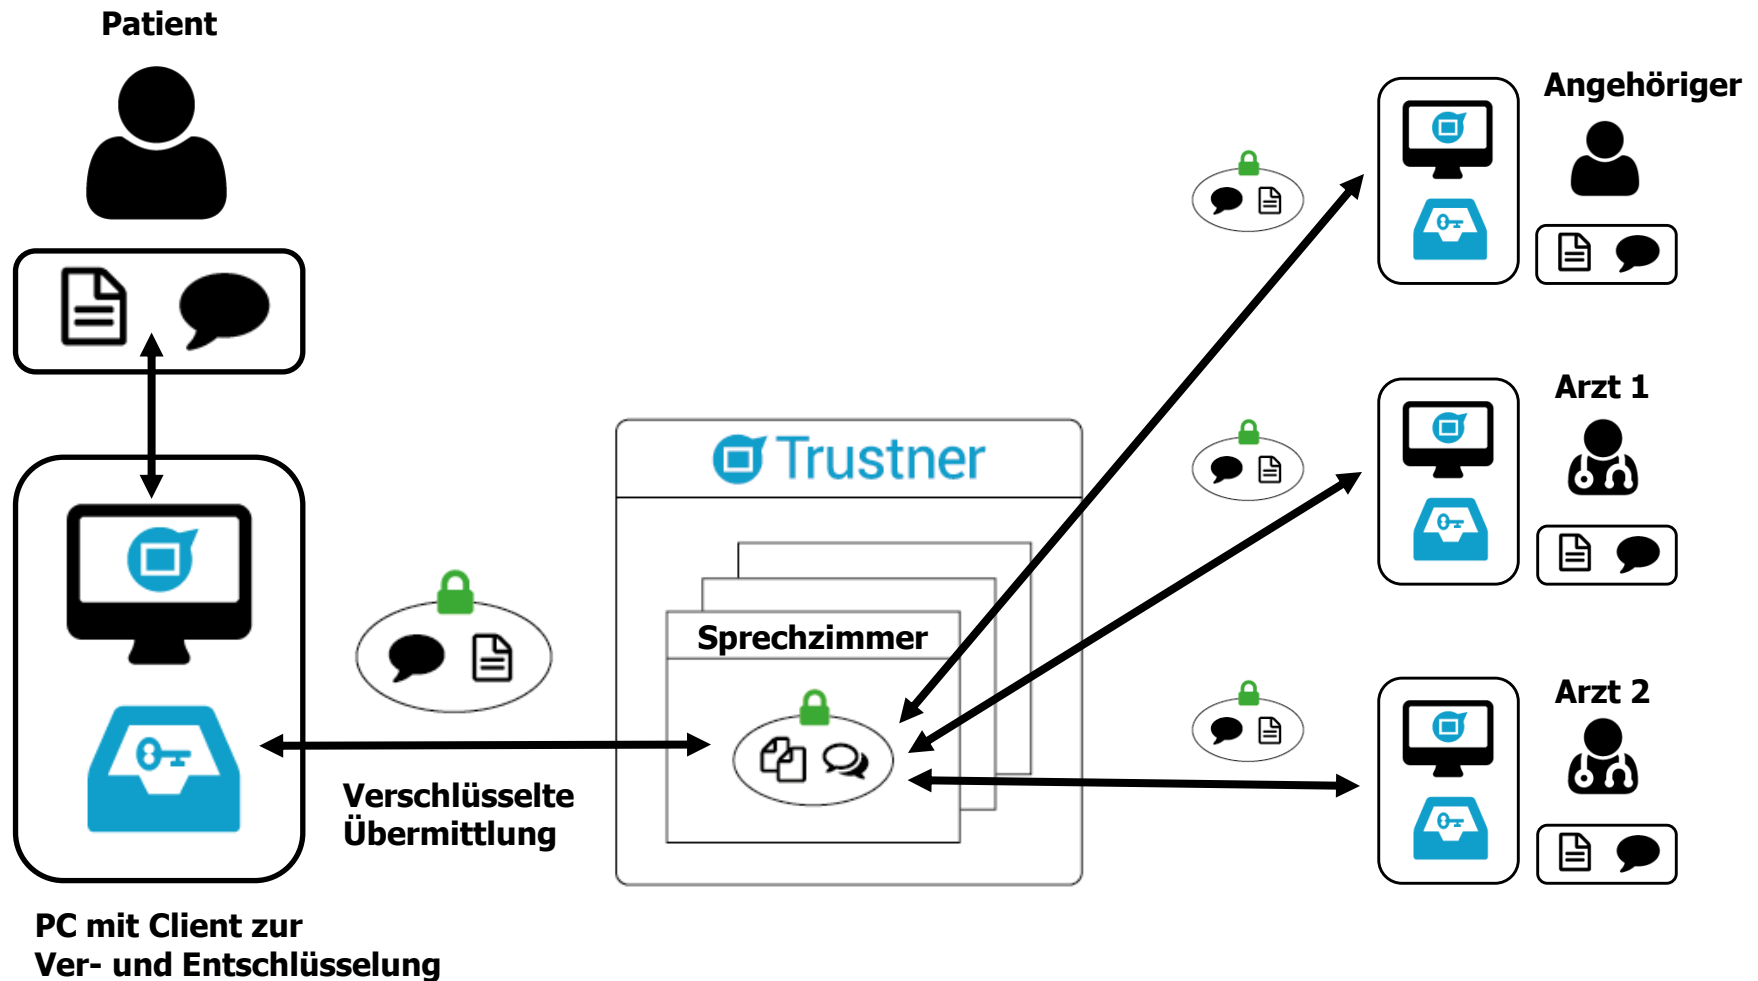 Patient
Angehöriger
Arzt 1
Trustner
Sprechzimmer
Arzt 2
Verschlüsselte
Übermittlung
PC mit Client zur
Ver- und Entschlüsselung